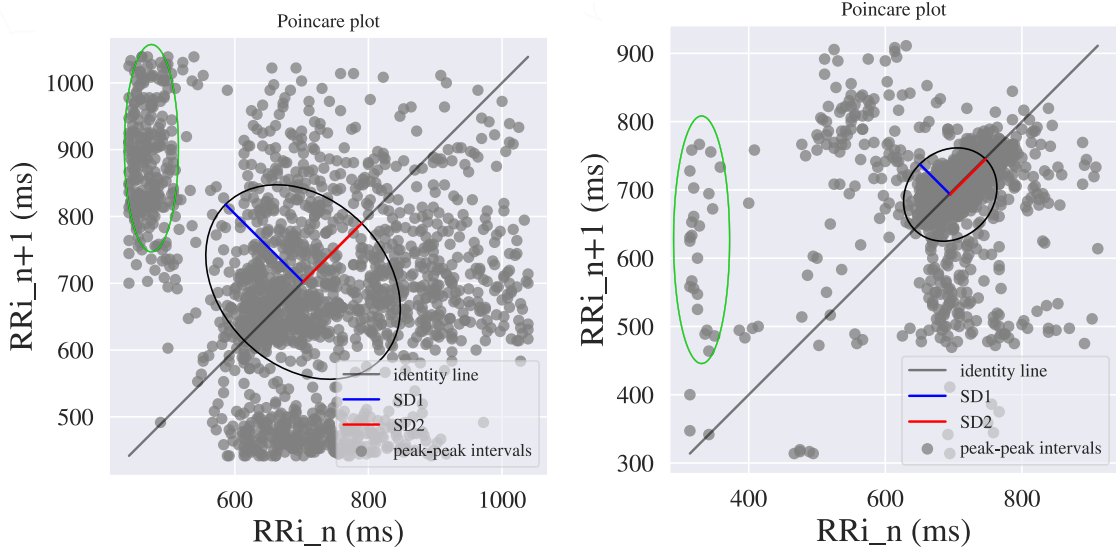 Poincare plot
1000
900
800
700
600
500
RRi_n+1 (ms)
identity line
SD1
SD2
peak-peak intervals
600
800
1000
RRi_n (ms)
Poincare plot
900
800
700
600
500
400
300
RRi_n+1 (ms)
identity line
SD1
SD2
peak-peak intervals
400
600
800
RRi_n (ms)